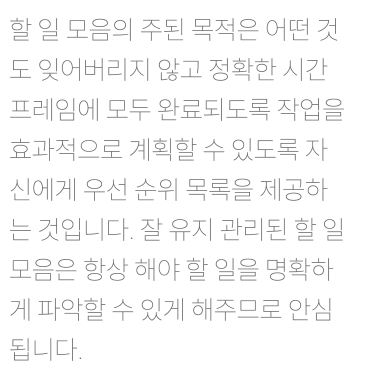 할 일 모음의 주된 목적은 어떤 것
도 잊어버리지 않고 정확한 시간
프레임에 모두 완료되도록 작업을
효과적으로 계획할 수 있도록 자
신에게 우선 순위 목록을 제공하
는 것입니다. 잘 유지 관리된 할 일
모음은 항상 해야 할 일을 명확하
게 파악할 수 있게 해주므로 안심
됩니다.